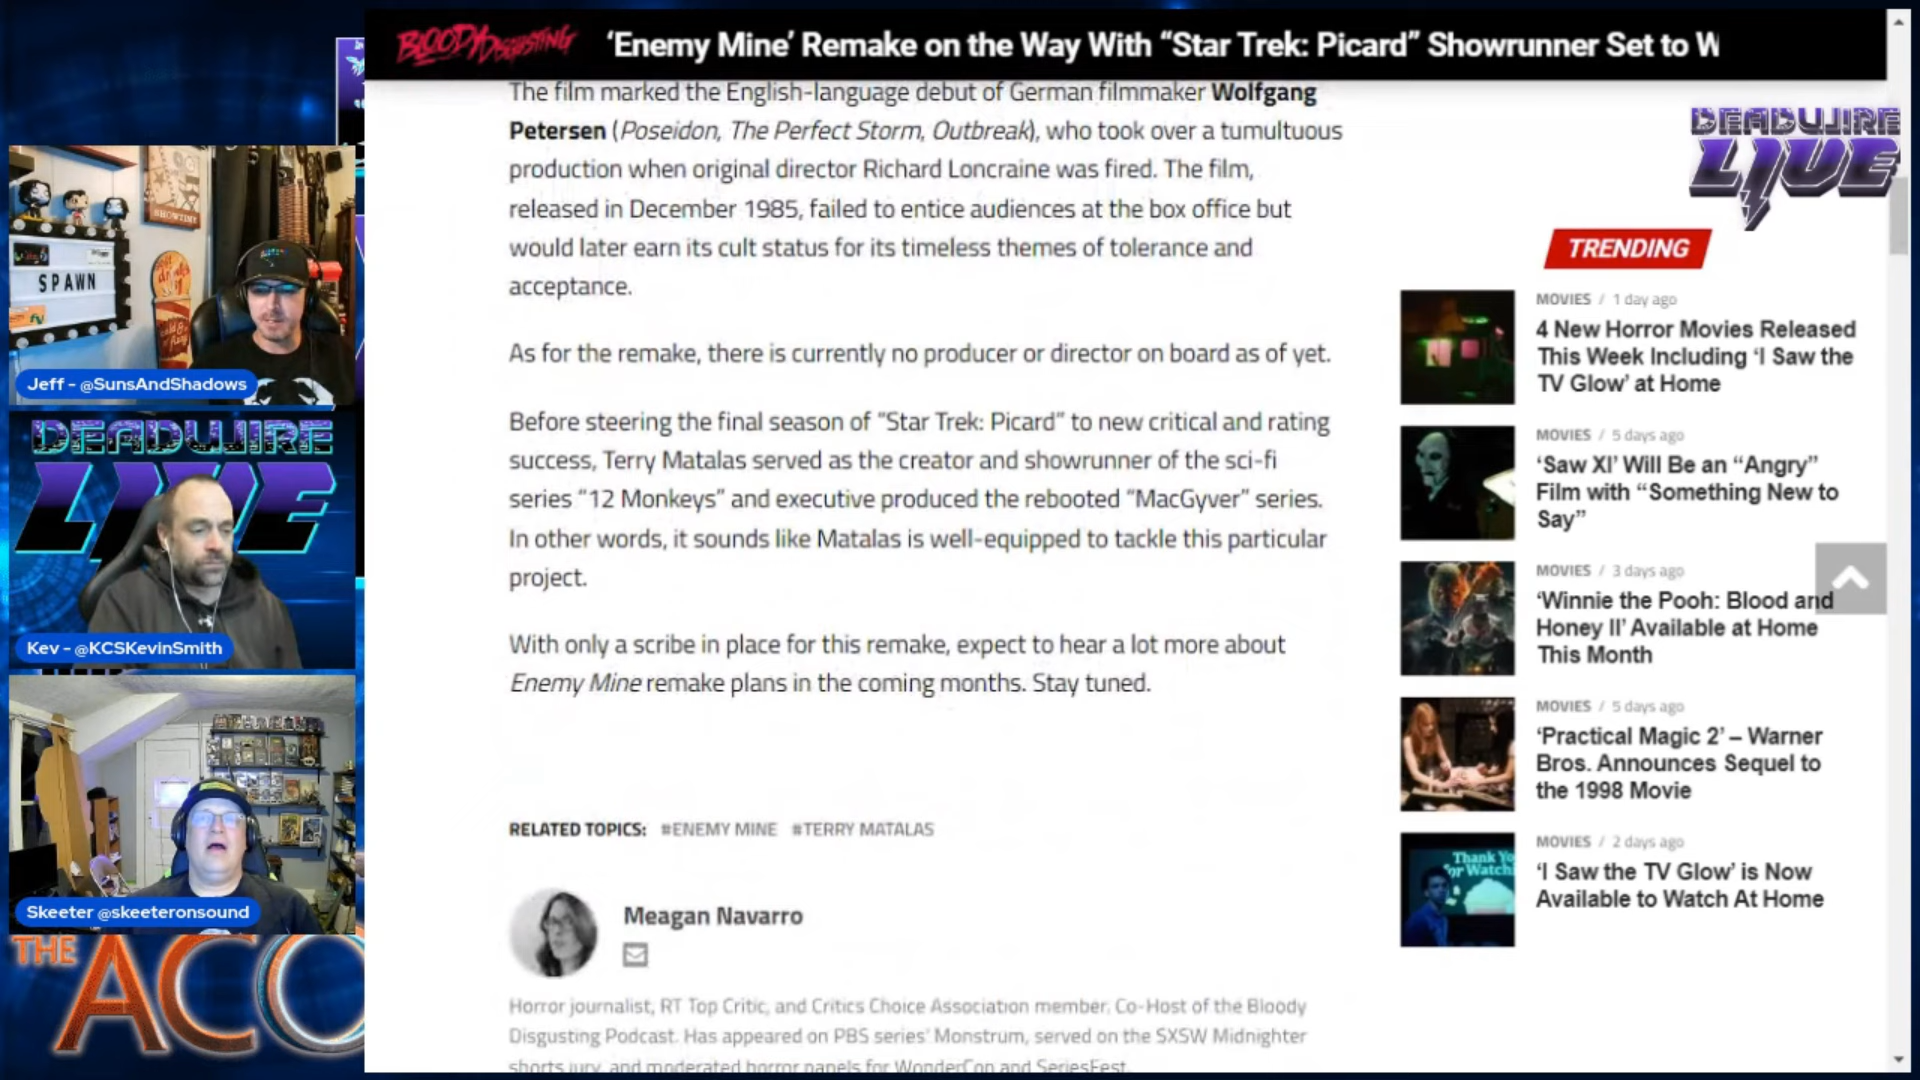 BLOODY DISGUSTING
'Enemy Mine' Remake on the Way With “Star Trek: Picard” Showrunner Set to W
The film marked the English-language debut of German filmmaker Wolfgang
Petersen (Poseidon, The Perfect Storm, Outbreak), who took over a tumultuous
production when original director Richard Loncraine was fired. The film,
released in December 1985, failed to entice audiences at the box office but
would later earn its cult status for its timeless themes of tolerance and
acceptance.
As for the remake, there is currently no producer or director on board as of yet.
Before steering the final season of “Star Trek: Picard” to new critical and rating
success, Terry Matalas served as the creator and showrunner of the sci-fi
series “12 Monkeys” and executive produced the rebooted “MacGyver” series.
In other words, it sounds like Matalas is well-equipped to tackle this particular
project.
With only a scribe in place for this remake, expect to hear a lot more about
Enemy Mine remake plans in the coming months. Stay tuned.
RELATED TOPICS: #ENEMY MINE #TERRY MATALAS
Meagan Navarro
Horror journalist, RT Top Critic, and Critics Choice Association member. Co-Host of the Bloody
Disgusting Podcast. Has appeared on PBS series' Monstrum, served on the SXSW Midnighter
shorts jury, and moderated horror panels for WonderCon and SeriesFest.
DEADWIRE
LIVE
TRENDING
MOVIES / 1 day ago
4 New Horror Movies Released
This Week Including 'I Saw the
TV Glow' at Home
MOVIES / 5 days ago
'Saw XI' Will Be an “Angry”
Film with “Something New to
Say”
MOVIES / 3 days ago
'Winnie the Pooh: Blood and
Honey II' Available at Home
This Month
MOVIES / 5 days ago
'Practical Magic 2' – Warner
Bros. Announces Sequel to
the 1998 Movie
Thank Yo
for Watchi
MOVIES / 2 days ago
'I Saw the TV Glow' is Now
Available to Watch At Home
SHOWTIME
SPAWN
Jeff - @SunsAndShadows
DEADWIRE
LIVE
Kev - @KCSKevinSmith
Skeeter @skeeteronsound
THE
ACO